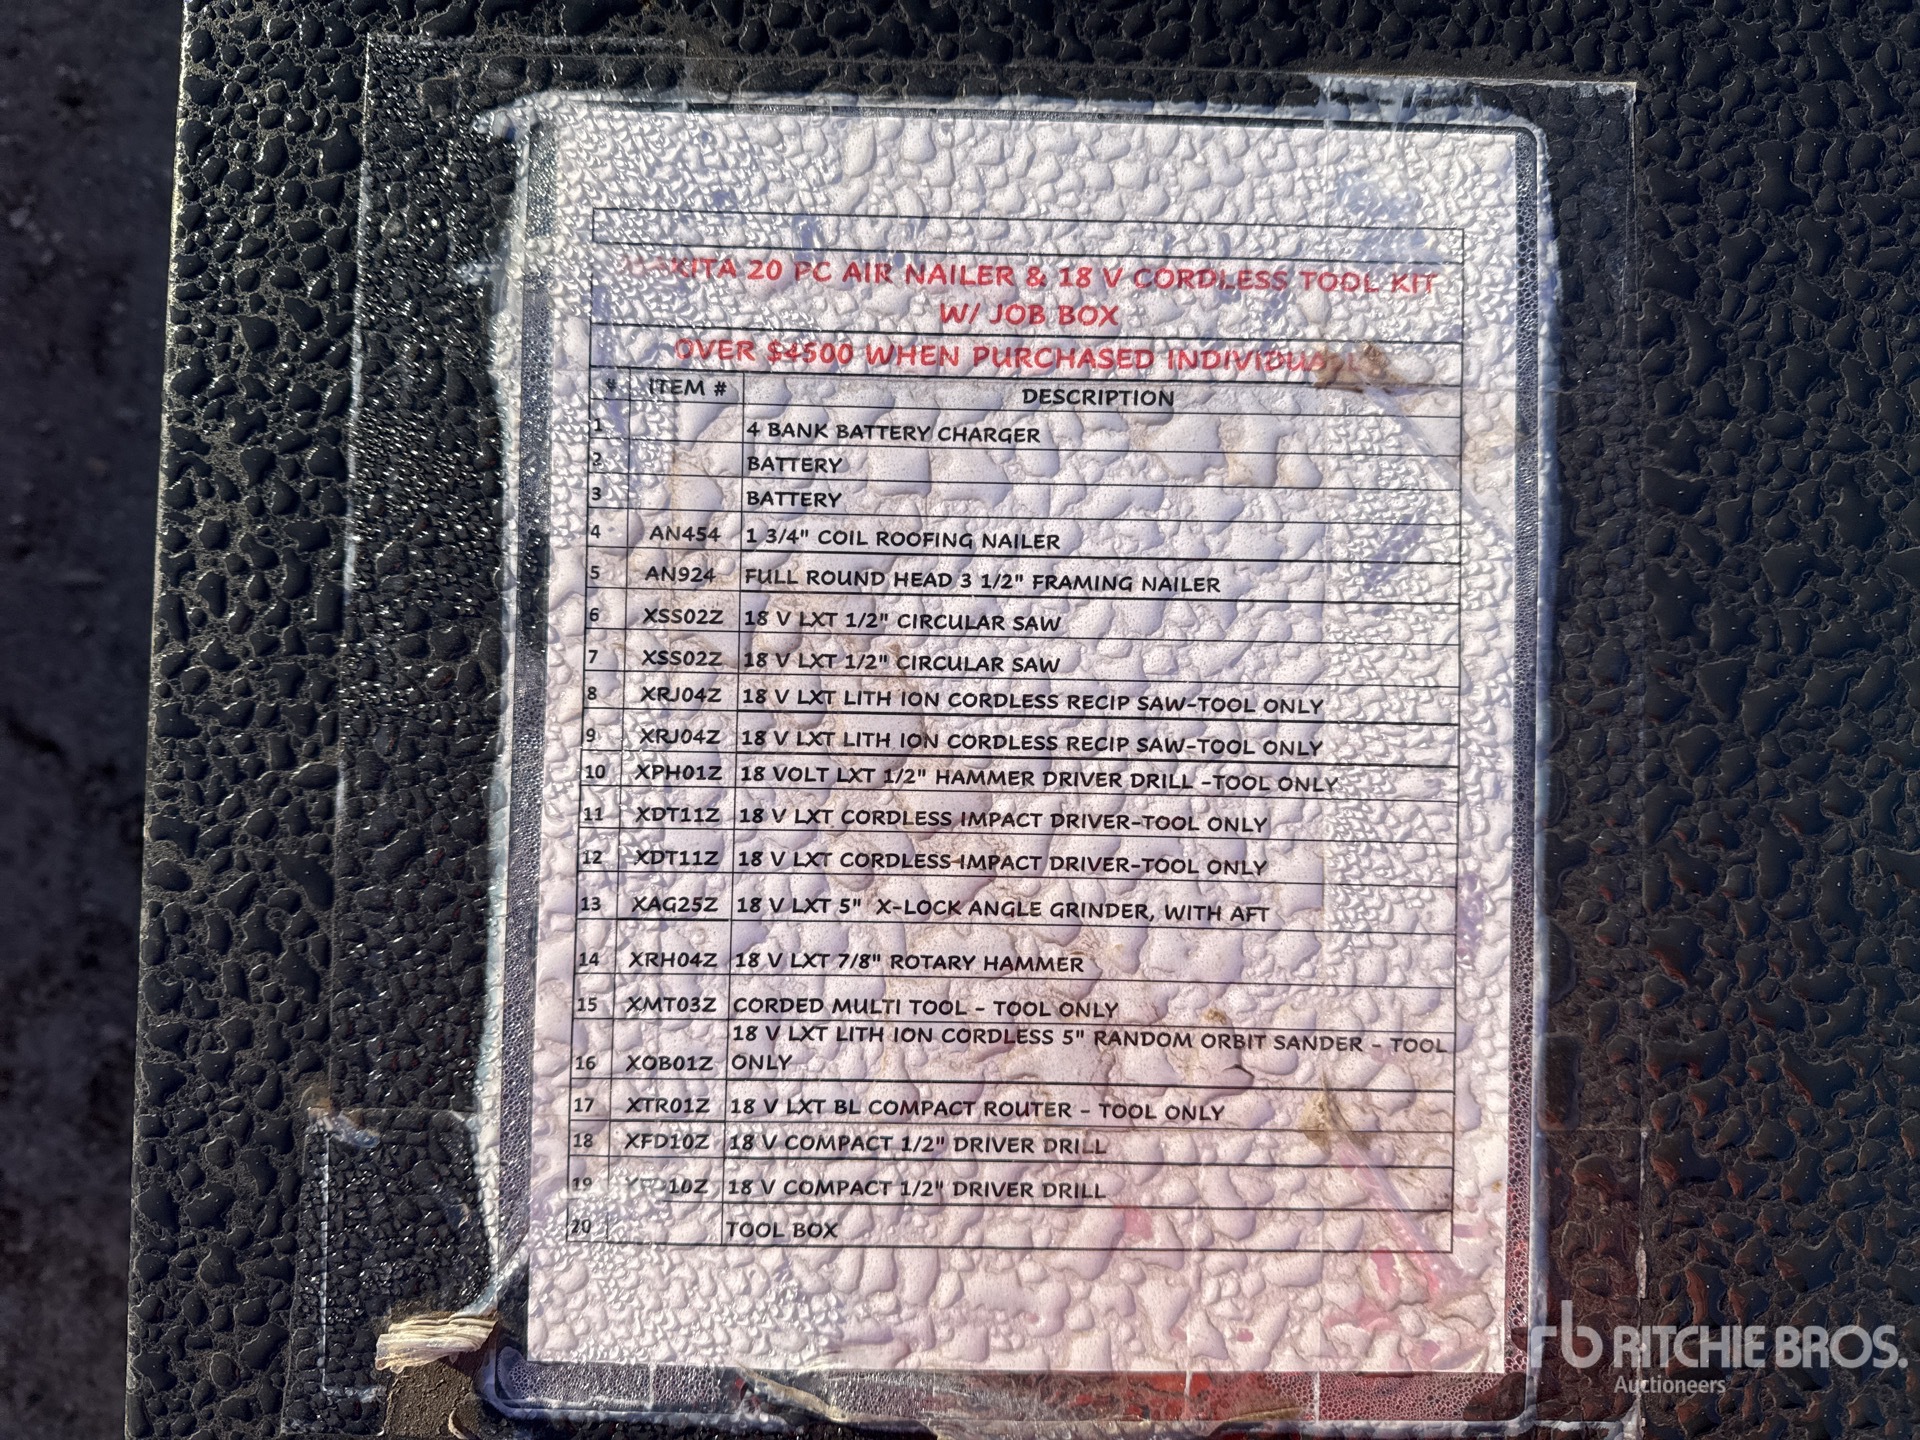 MAKITA 20 PC AIR NAILER & 18 V CORDLESS TOOL KIT
W/ JOB BOX
OVER $4500 WHEN PURCHASED
# ITEM # DESCRIPTION
1 4 BANK BATTERY CHARGER
2 BATTERY
3 BATTERY
4 AN454 1 3/4" COIL ROOFING NAILER
5 AN924 FULL ROUND HEAD 3 1/2" FRAMING NAILER
6 XSS02Z 18 V LXT 1/2" CIRCULAR SAW
7 XSS02Z 18 V LXT 1/2" CIRCULAR SAW
8 XRJ04Z 18 V LXT LITH ION CORDLESS RECIP SAW-TOOL ONLY
9 XRJ04Z 18 V LXT LITH ION CORDLESS RECIP SAW-TOOL ONLY
10 XPH01Z 18 VOLT LXT 1/2" HAMMER DRIVER DRILL -TOOL ONLY
11 XDT11Z 18 V LXT CORDLESS IMPACT DRIVER-TOOL ONLY
12 XDT11Z 18 V LXT CORDLESS IMPACT DRIVER-TOOL ONLY
13 XAG25Z 18 V LXT 5" X-LOCK ANGLE GRINDER, WITH AFT
14 XRH04Z 18 V LXT 7/8" ROTARY HAMMER
15 XMT03Z CORDED MULTI TOOL - TOOL ONLY
18 V LXT LITH ION CORDLESS 5" RANDOM ORBIT SANDER - TOOL
16 XOB01Z ONLY
17 XTR01Z 18 V LXT BL COMPACT ROUTER - TOOL ONLY
18 XFD10Z 18 V COMPACT 1/2" DRIVER DRILL
19 XFD10Z 18 V COMPACT 1/2" DRIVER DRILL
20 TOOL BOX
rb RITCHIE BROS.
Auctioneers